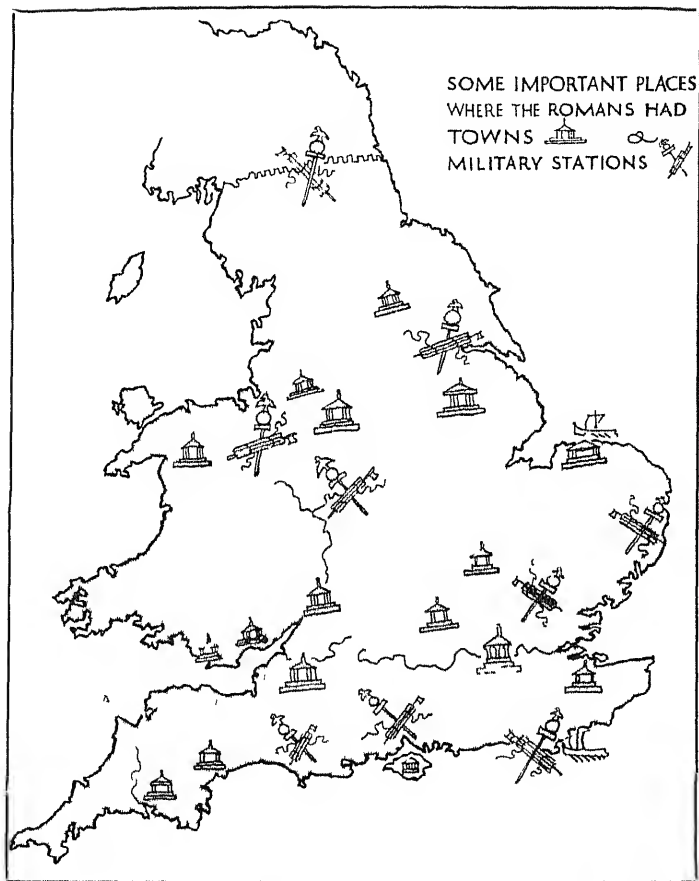 SOME IMPORTANT PLACES
WHERE THE ROMANS HAD
TOWNS &
MILITARY STATIONS